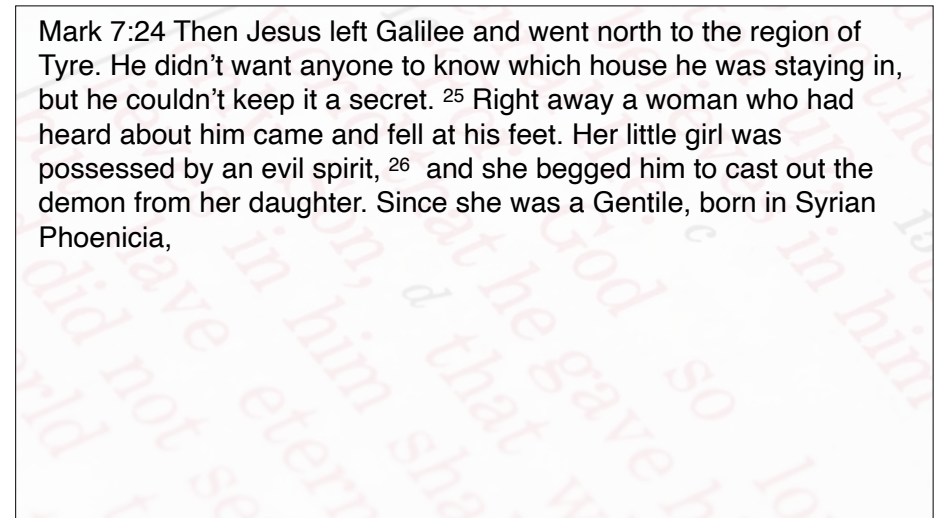 Mark 7:24 Then Jesus left Galilee and went north to the region of
Tyre. He didn’t want anyone to know which house he was staying in,
but he couldn’t keep it a secret. 25 Right away a woman who had
heard about him came and fell at his feet. Her little girl was
possessed by an evil spirit, 26  and she begged him to cast out the
demon from her daughter. Since she was a Gentile, born in Syrian
Phoenicia,